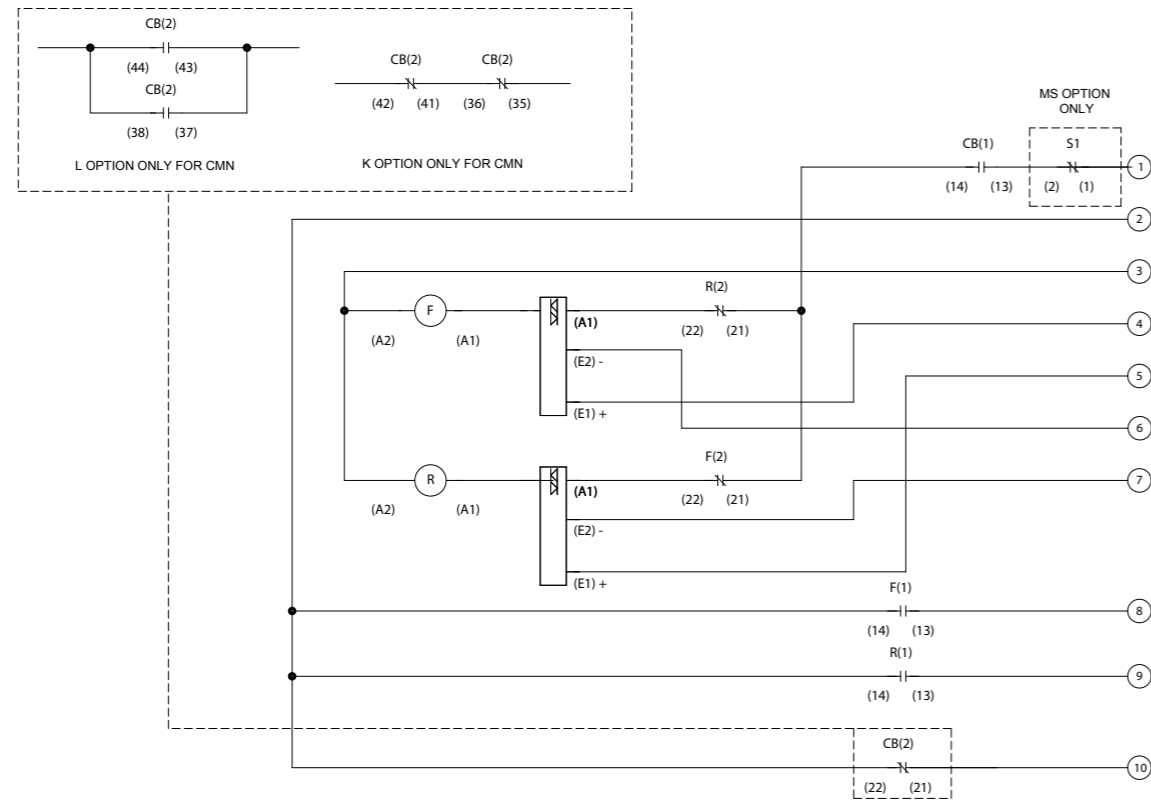 CB(2)
(44) (43)
CB(2)
(38) (37)
L OPTION ONLY FOR CMN
CB(2) CB(2)
(42) (41) (36) (35)
K OPTION ONLY FOR CMN
MS OPTION
ONLY
CB(1) S1
(14) (13) (2) (1)
1
2
3
R(2)
F
(A2) (A1) (A1) (22) (21)
4
(E2) -
5
(E1) +
6
F(2)
R
7
(A2) (A1) (A1) (22) (21)
(E2) -
(E1) +
F(1)
8
(14) (13)
R(1)
9
(14) (13)
CB(2)
10
(22) (21)